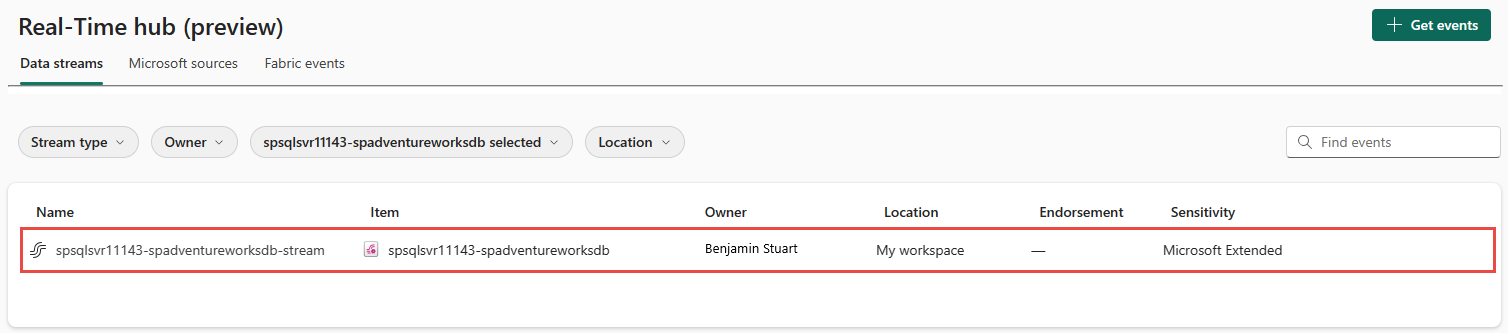 Real-Time hub (preview)
Get events
Data streams Microsoft sources Fabric events
Stream type Owner spsqlsvr11143-spadventureworksdb selected Location Find events
Name Item Owner Location Endorsement Sensitivity
spsqlsvr11143-spadventureworksdb-stream spsqlsvr11143-spadventureworksdb Benjamin Stuart My workspace — Microsoft Extended